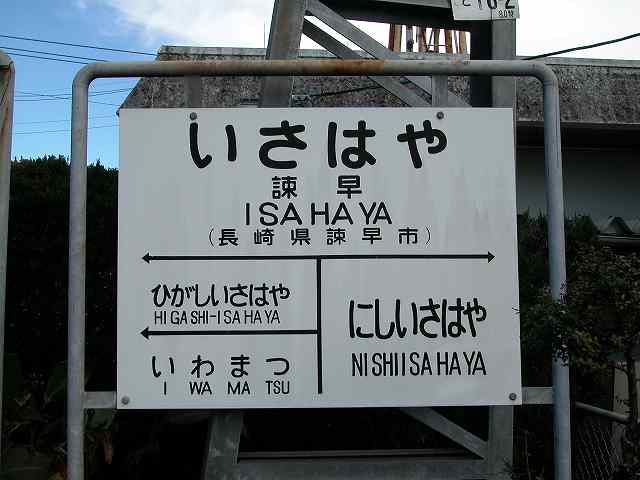 いさはや
諫早
ISAHAYA
(長崎県諫早市)
ひがしいさはや
HIGASHI-ISAHAYA
いわまつ
IWAMATSU
にしいさはや
NISHIISAHAYA